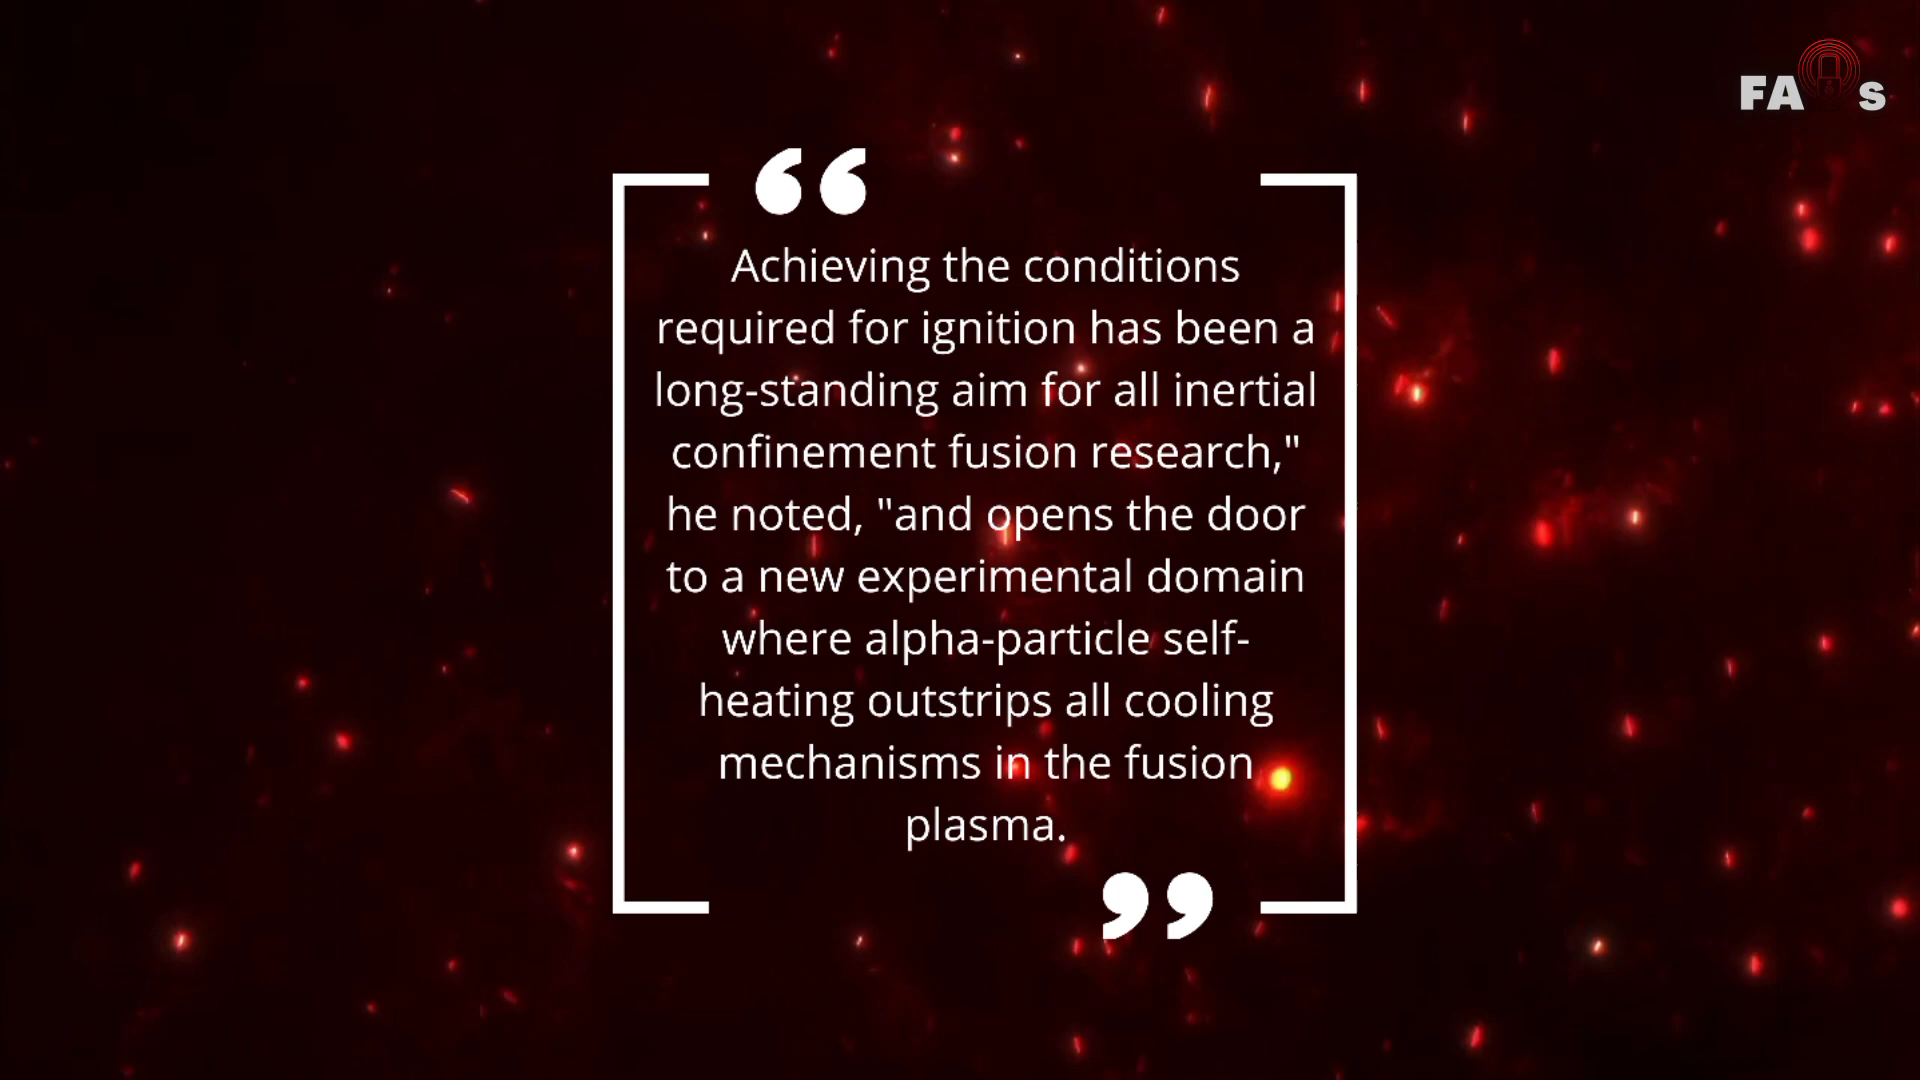 FA s
“
Achieving the conditions
required for ignition has been a
long-standing aim for all inertial
confinement fusion research,"
he noted, "and opens the door
to a new experimental domain
where alpha-particle self-
heating outstrips all cooling
mechanisms in the fusion
plasma.
”